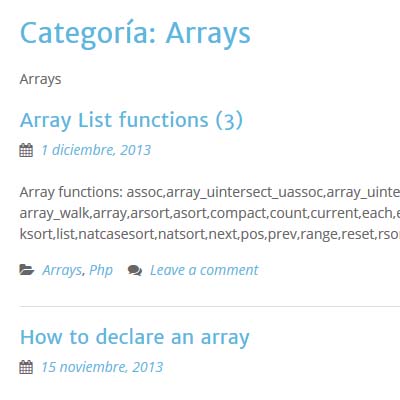 Categoría: Arrays
Arrays
Array List functions (3)
1 diciembre, 2013
Array functions: assoc,array_uintersect_uassoc,array_uinte
array_walk,array,arsort,asort,compact,count,current,each,e
ksort,list,natcasesort,natsort,next,pos,prev,range,reset,rso
Arrays, Php Leave a comment
How to declare an array
15 noviembre, 2013